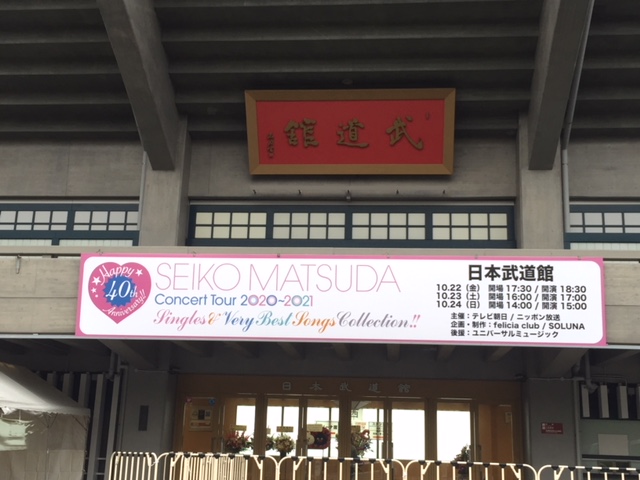 武道館
Happy
40th
Anniversary!!
SEIKO MATSUDA
Concert Tour 2020~2021
Singles & Very Best Songs Collection!!
日本武道館
10.22 (金) 開場 17:30 / 開演 18:30
10.23 (土) 開場 16:00 / 開演 17:00
10.24 (日) 開場 14:00 / 開演 15:00
主催：テレビ朝日 / ニッポン放送
企画・制作：felicia club / SOLUNA
後援：ユニバーサルミュージック
日本武道館